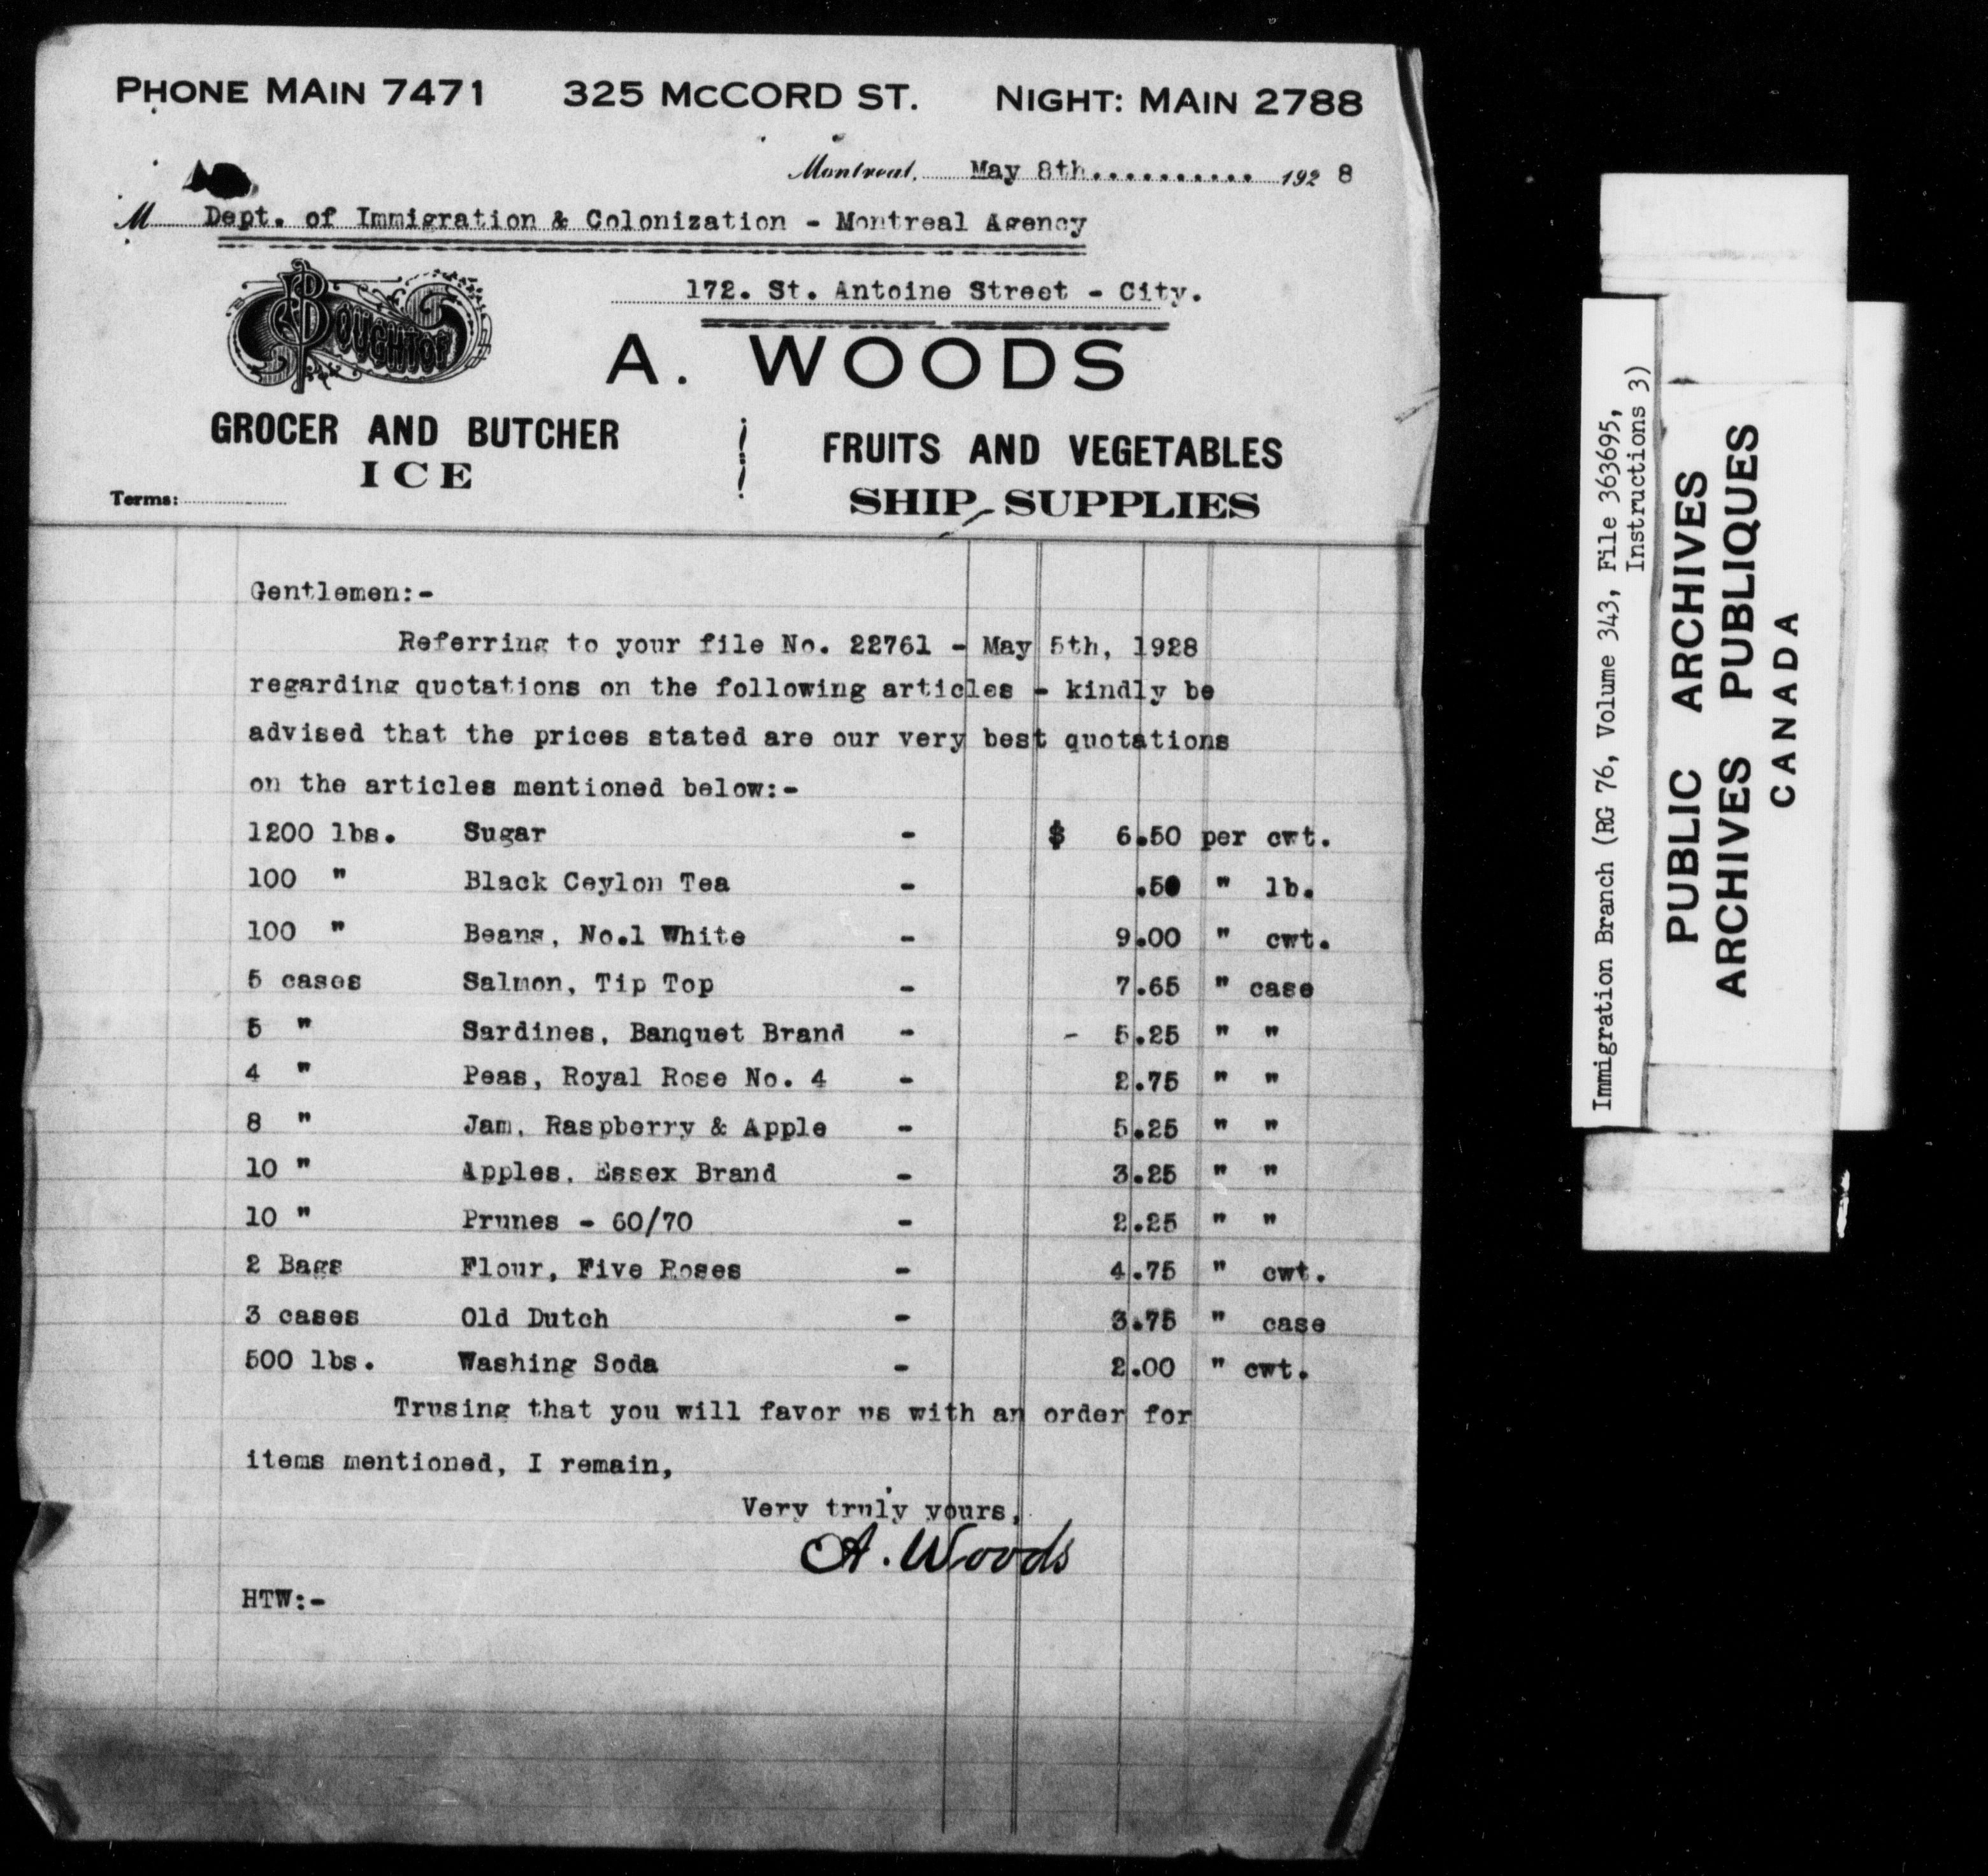 PHONE MAIN 7471 325 McCORD ST. NIGHT: MAIN 2788
Montreal, May 8th........... 192 8
M Dept. of Immigration & Colonization - Montreal Agency
172. St. Antoine Street - City.
Bought of
A. WOODS
GROCER AND BUTCHER
ICE
FRUITS AND VEGETABLES
SHIP SUPPLIES
Terms:
Gentlemen:-
Referring to your file No. 22761 - May 5th, 1928
regarding quotations on the following articles - kindly be
advised that the prices stated are our very best quotations
on the articles mentioned below:-
1200 lbs. Sugar - $ 6.50 per cwt.
100 " Black Ceylon Tea - .50 " lb.
100 " Beans, No.1 White - 9.00 " cwt.
5 cases Salmon, Tip Top - 7.65 " case
5 " Sardines, Banquet Brand - - 5.25 " "
4 " Peas, Royal Rose No. 4 - 2.75 " "
8 " Jam, Raspberry & Apple - 5.25 " "
10 " Apples, Essex Brand - 3.25 " "
10 " Prunes - 60/70 - 2.25 " "
2 Bags Flour, Five Roses - 4.75 " cwt.
3 cases Old Dutch - 3.75 " case
500 lbs. Washing Soda - 2.00 " cwt.
Trusing that you will favor us with an order for
items mentioned, I remain,
Very truly yours,
A. Woods
HTW:-
Immigration Branch (RG 76, Volume 343, File 363695,
Instructions 3)
PUBLIC ARCHIVES
ARCHIVES PUBLIQUES
CANADA